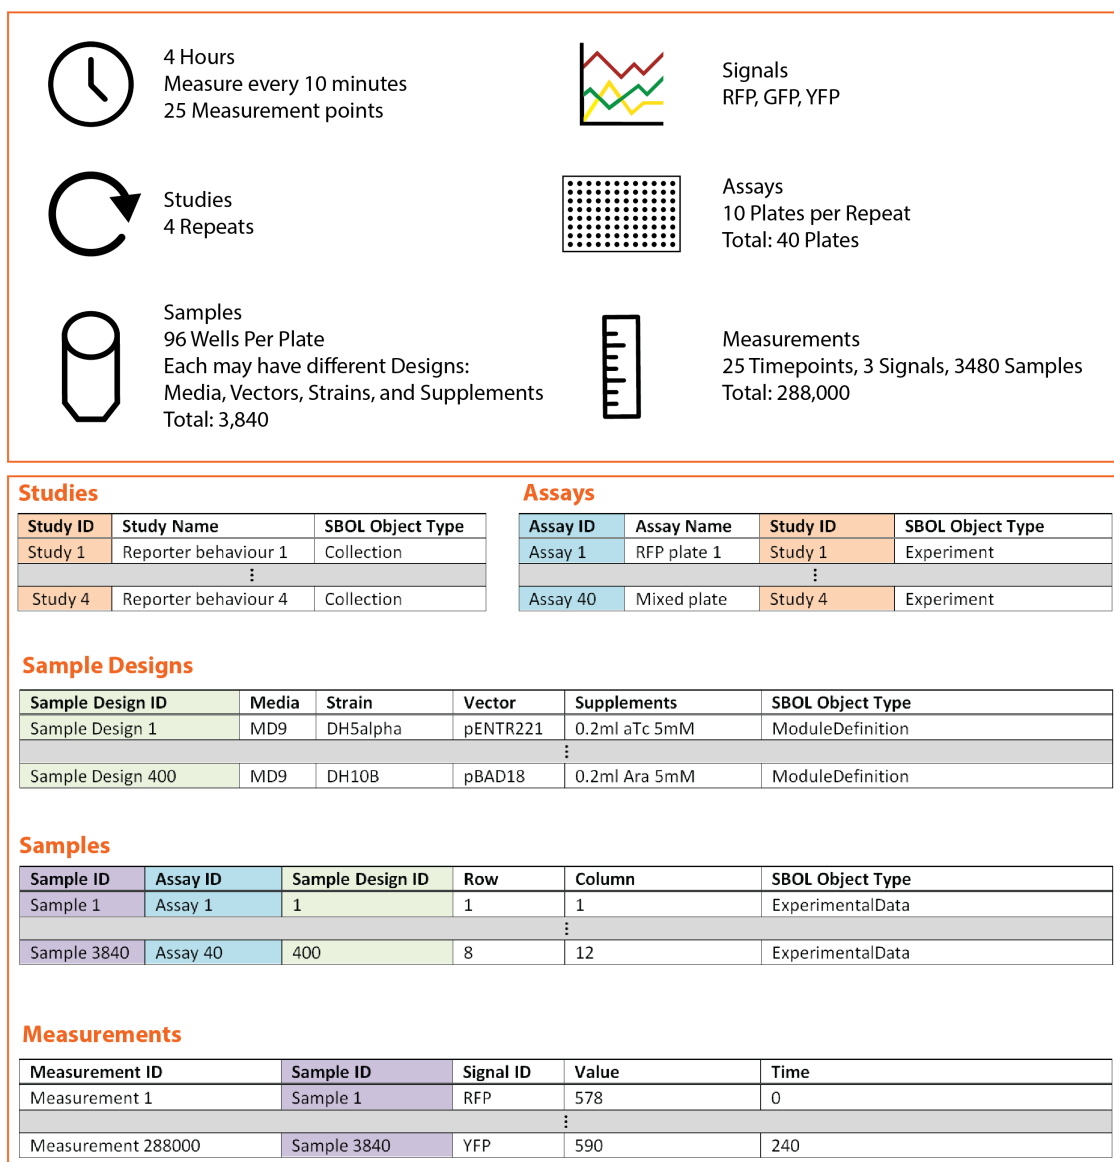 4 Hours
Measure every 10 minutes
25 Measurement points
Signals
RFP, GFP, YFP
Studies
4 Repeats
Assays
10 Plates per Repeat
Total: 40 Plates
Samples
96 Wells Per Plate
Each may have different Designs:
Media, Vectors, Strains, and Supplements
Total: 3,840
Measurements
25 Timepoints, 3 Signals, 3480 Samples
Total: 288,000
Studies
Study ID Study Name SBOL Object Type
Study 1 Reporter behaviour 1 Collection
⋮
Study 4 Reporter behaviour 4 Collection
Assays
Assay ID Assay Name Study ID SBOL Object Type
Assay 1 RFP plate 1 Study 1 Experiment
⋮
Assay 40 Mixed plate Study 4 Experiment
Sample Designs
Sample Design ID Media Strain Vector Supplements SBOL Object Type
Sample Design 1 MD9 DH5alpha pENTR221 0.2ml aTc 5mM ModuleDefinition
⋮
Sample Design 400 MD9 DH10B pBAD18 0.2ml Ara 5mM ModuleDefinition
Samples
Sample ID Assay ID Sample Design ID Row Column SBOL Object Type
Sample 1 Assay 1 1 1 1 ExperimentalData
⋮
Sample 3840 Assay 40 400 8 12 ExperimentalData
Measurements
Measurement ID Sample ID Signal ID Value Time
Measurement 1 Sample 1 RFP 578 0
⋮
Measurement 288000 Sample 3840 YFP 590 240